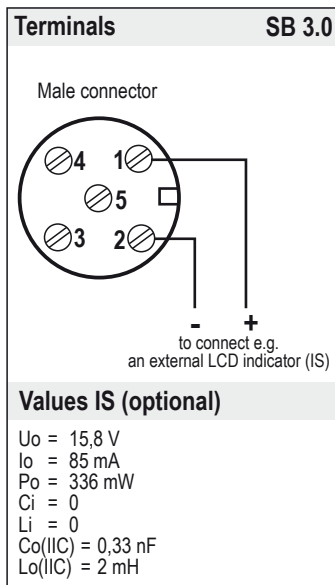 Terminals SB 3.0
Male connector
4 1
5
3 2
- +
to connect e.g.
an external LCD indicator (IS)
Values IS (optional)
Uo = 15,8 V
Io = 85 mA
Po = 336 mW
Ci = 0
Li = 0
Co(IIC) = 0,33 nF
Lo(IIC) = 2 mH